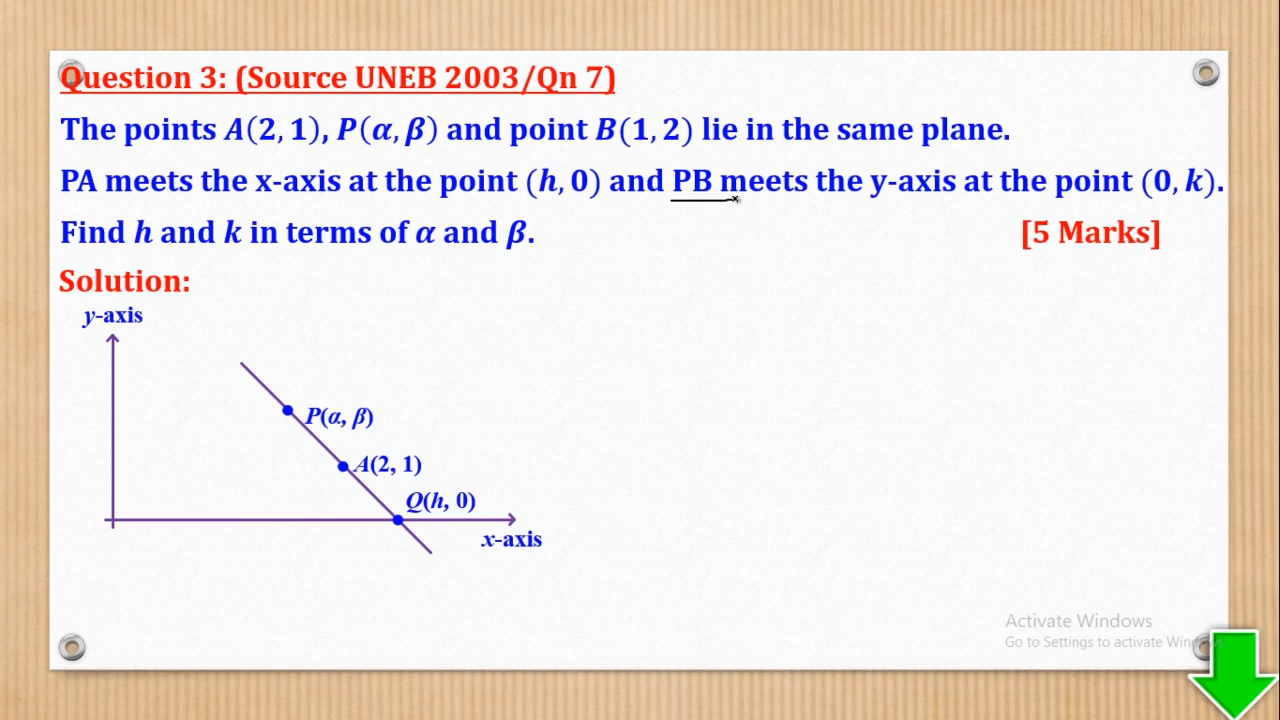 Question 3: (Source UNEB 2003/Qn 7)
The points A(2, 1), P(α, β) and point B(1, 2) lie in the same plane.
PA meets the x-axis at the point (h, 0) and PB meets the y-axis at the point (0, k).
Find h and k in terms of α and β. [5 Marks]
Solution:
y-axis
P(α, β)
A(2, 1)
Q(h, 0)
x-axis
Activate Windows
Go to Settings to activate Windows